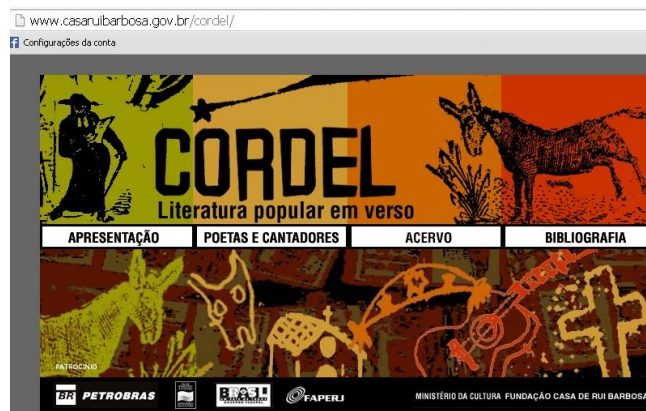 www.casaruibarbosa.gov.br/cordel/
Configurações da conta
CORDEL
Literatura popular em verso
APRESENTAÇÃO POETAS E CANTADORES ACERVO BIBLIOGRAFIA
PATROCÍNIO
BR PETROBRAS BRASIL FAPERJ MINISTÉRIO DA CULTURA FUNDAÇÃO CASA DE RUI BARBOSA